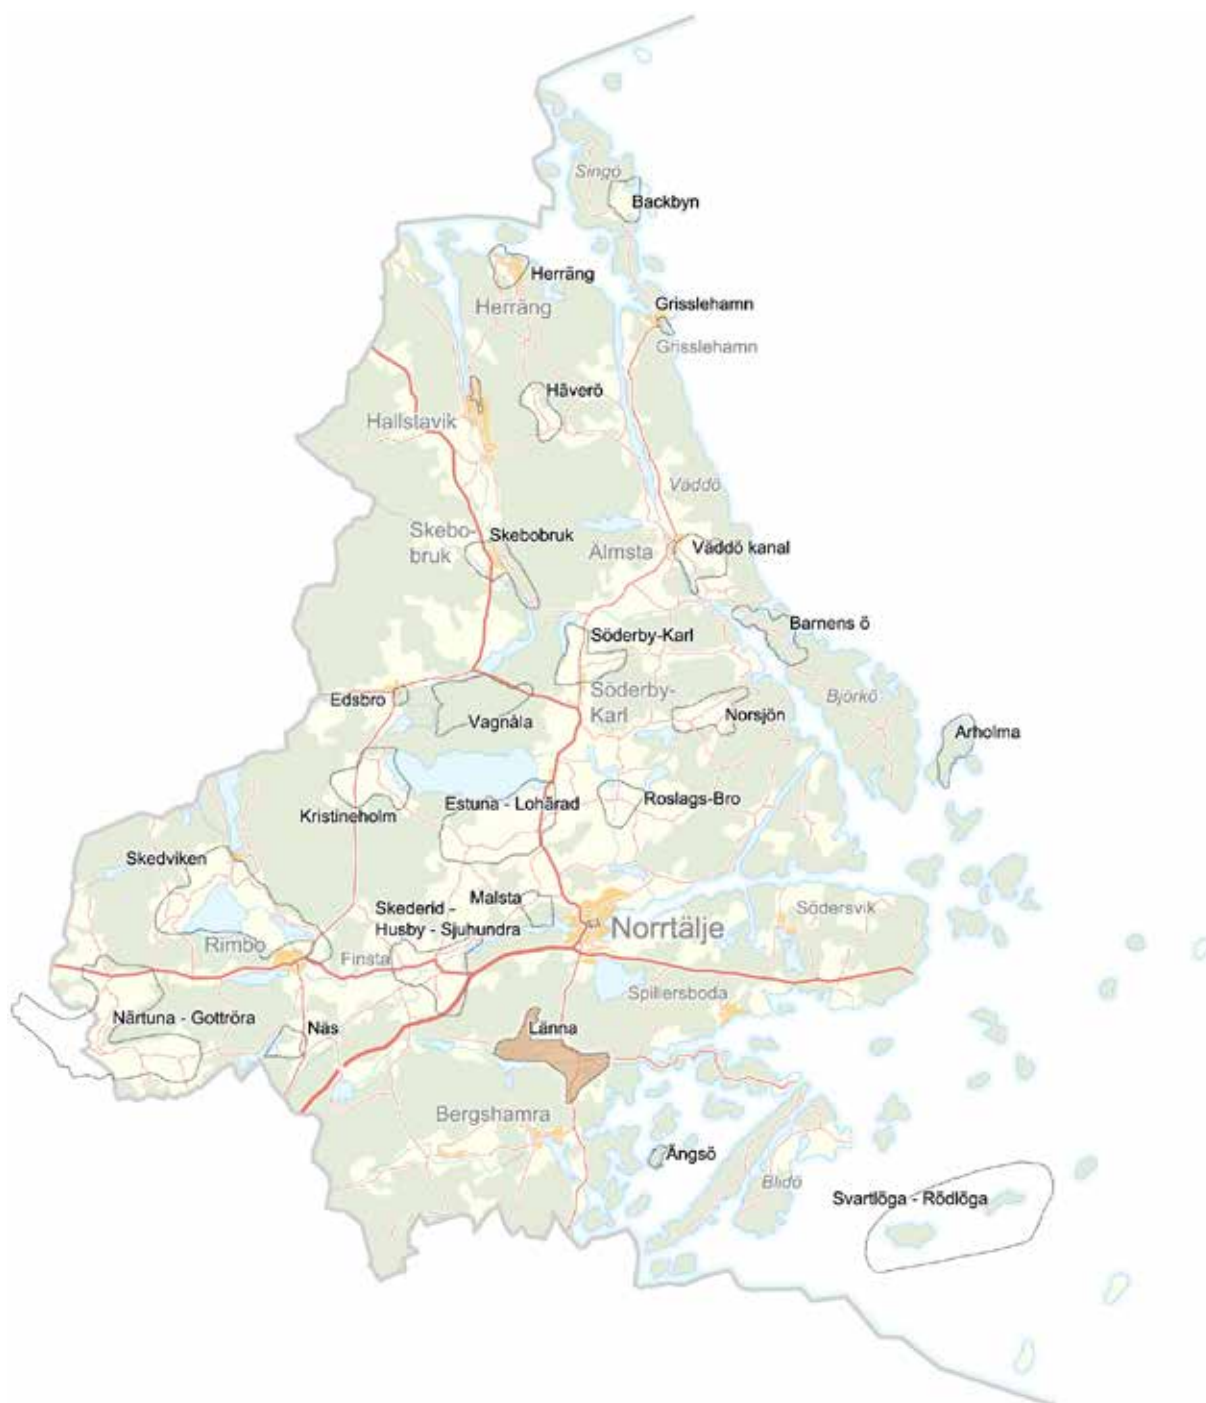 Singö
Backbyn
Herräng
Herräng
Grisslehamn
Grisslehamn
Häverö
Hallstavik
Väddö
Skebo-
bruk
Skebobruk
Älmsta
Väddö kanal
Barnens ö
Söderby-Karl
Söderby-
Karl
Edsbro
Vagnåla
Norsjön
Björkö
Arholma
Kristineholm
Estuna - Lohärad
Roslags-Bro
Skedviken
Malsta
Skederid -
Husby - Sjuhundra
Norrtälje
Södersvik
Rimbo
Finsta
Spillersboda
Närtuna - Gottröra
Näs
Länna
Bergshamra
Ängsö
Blidö
Svartlöga - Rödlöga